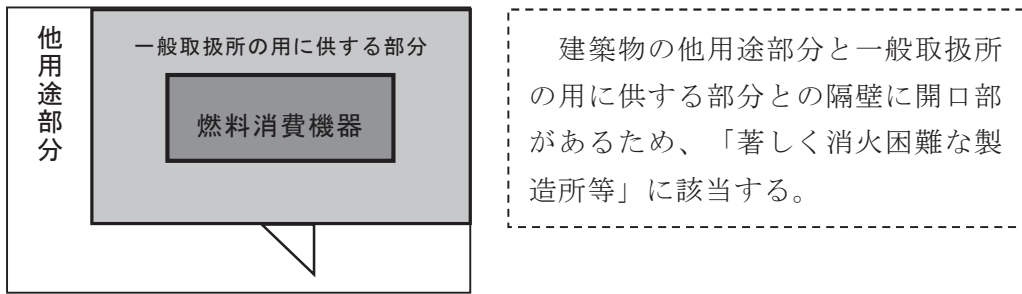 他用途部分
一般取扱所の用に供する部分
燃料消費機器
建築物の他用途部分と一般取扱所
の用に供する部分との隔壁に開口部
があるため、「著しく消火困難な製
造所等」に該当する。